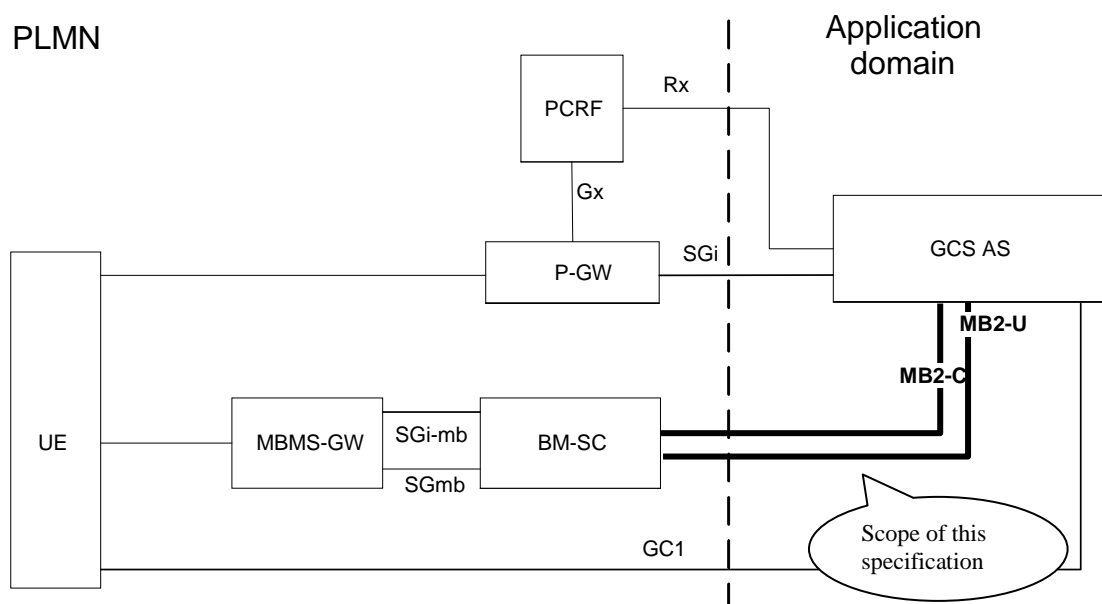 PLMN
Application
domain
Rx
PCRF
Gx
SGi
GCS AS
P-GW
MB2-U
MB2-C
UE
MBMS-GW
SGi-mb
BM-SC
SGmb
Scope of this
specification
GC1